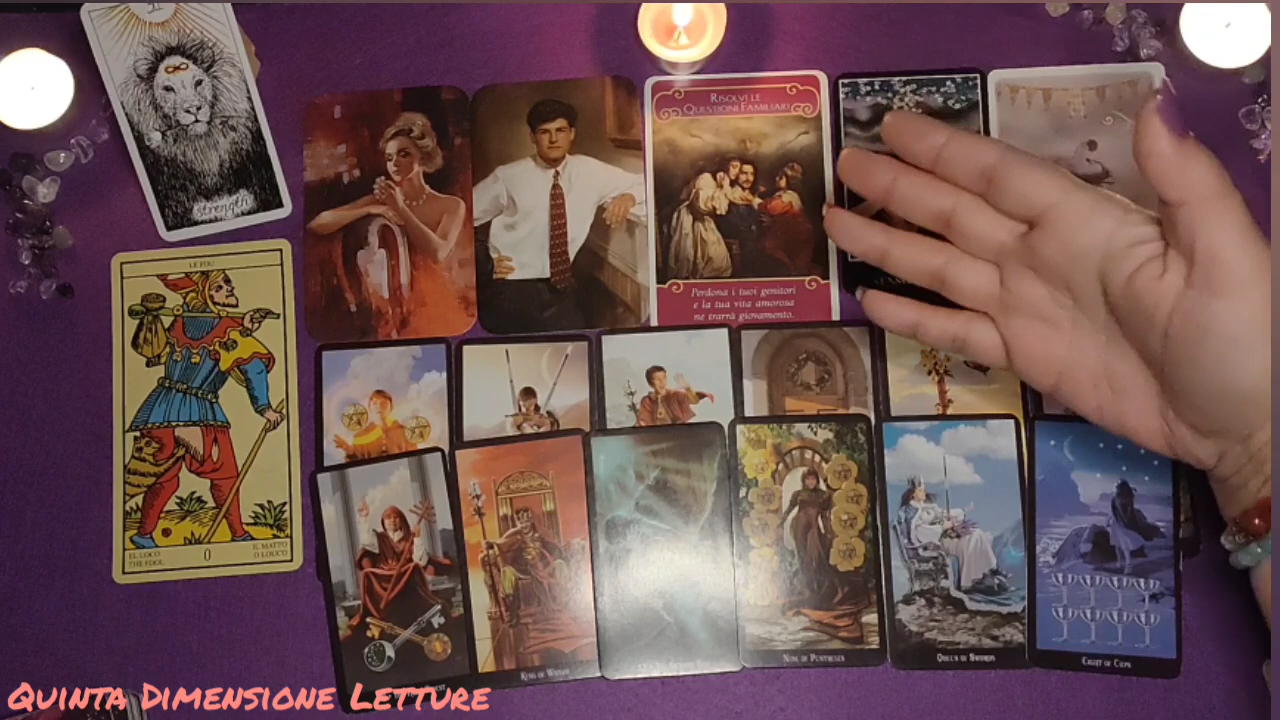 strength
LE FOU
EL LOCO
THE FOOL
0
IL MATTO
O LOUCO
Risolvi le
Questioni Familiari
Perdona i tuoi genitori
e la tua vita amorosa
ne trarrà giovamento.
King of Wands
Nine of Pentacles
Queen of Swords
Eight of Cups
Quinta Dimensione Letture